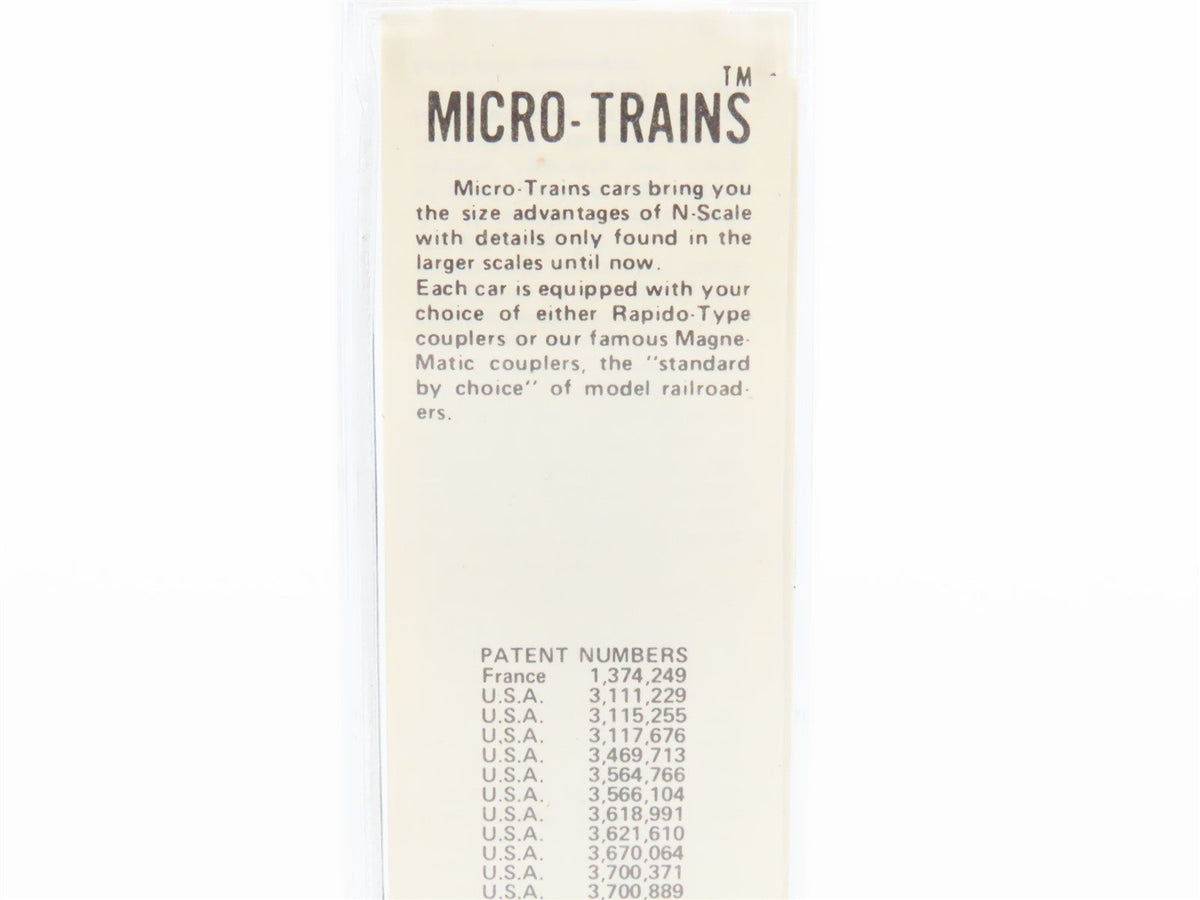 TM
MICRO-TRAINS
Micro-Trains cars bring you
the size advantages of N-Scale
with details only found in the
larger scales until now.
Each car is equipped with your
choice of either Rapido-Type
couplers or our famous Magne-
Matic couplers, the "standard
by choice" of model railroad-
ers.
PATENT NUMBERS
France 1,374,249
U.S.A. 3,111,229
U.S.A. 3,115,255
U.S.A. 3,117,676
U.S.A. 3,469,713
U.S.A. 3,564,766
U.S.A. 3,566,104
U.S.A. 3,618,991
U.S.A. 3,621,610
U.S.A. 3,670,064
U.S.A. 3,700,371
U.S.A. 3,700,889